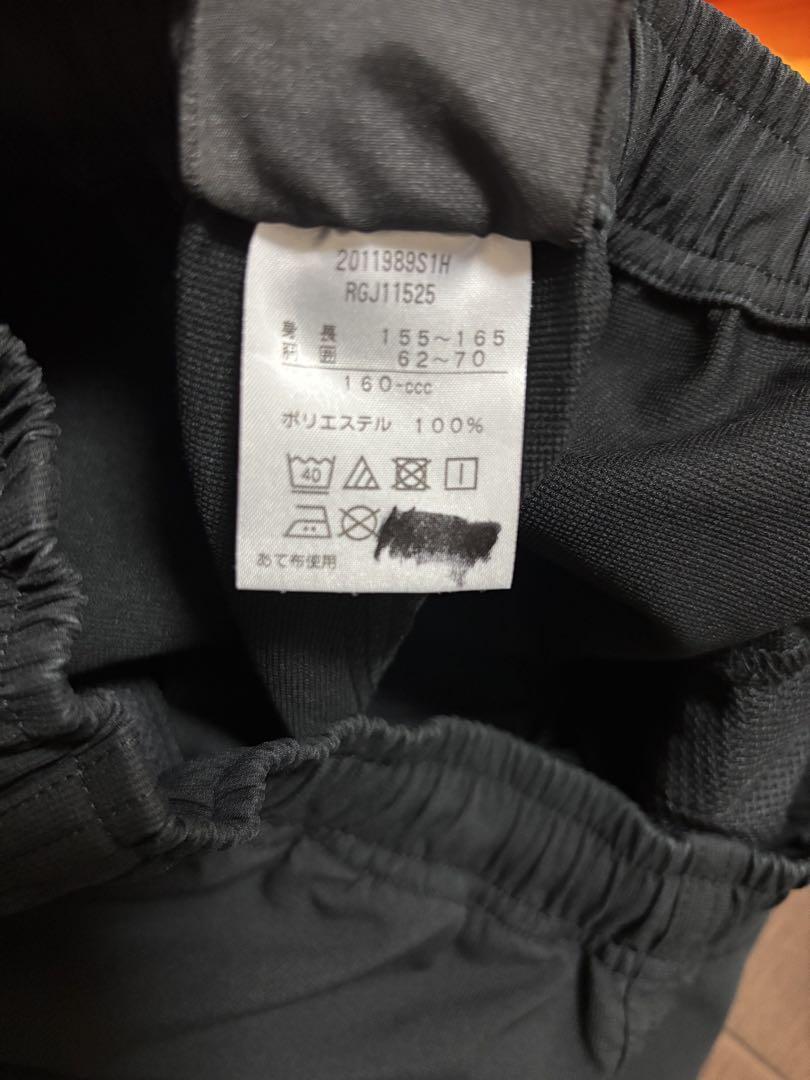 2011989S1H
RGJ11525
身長 155～165
胴囲 62～70
160-ccc
ポリエステル 100%
40
あて布使用